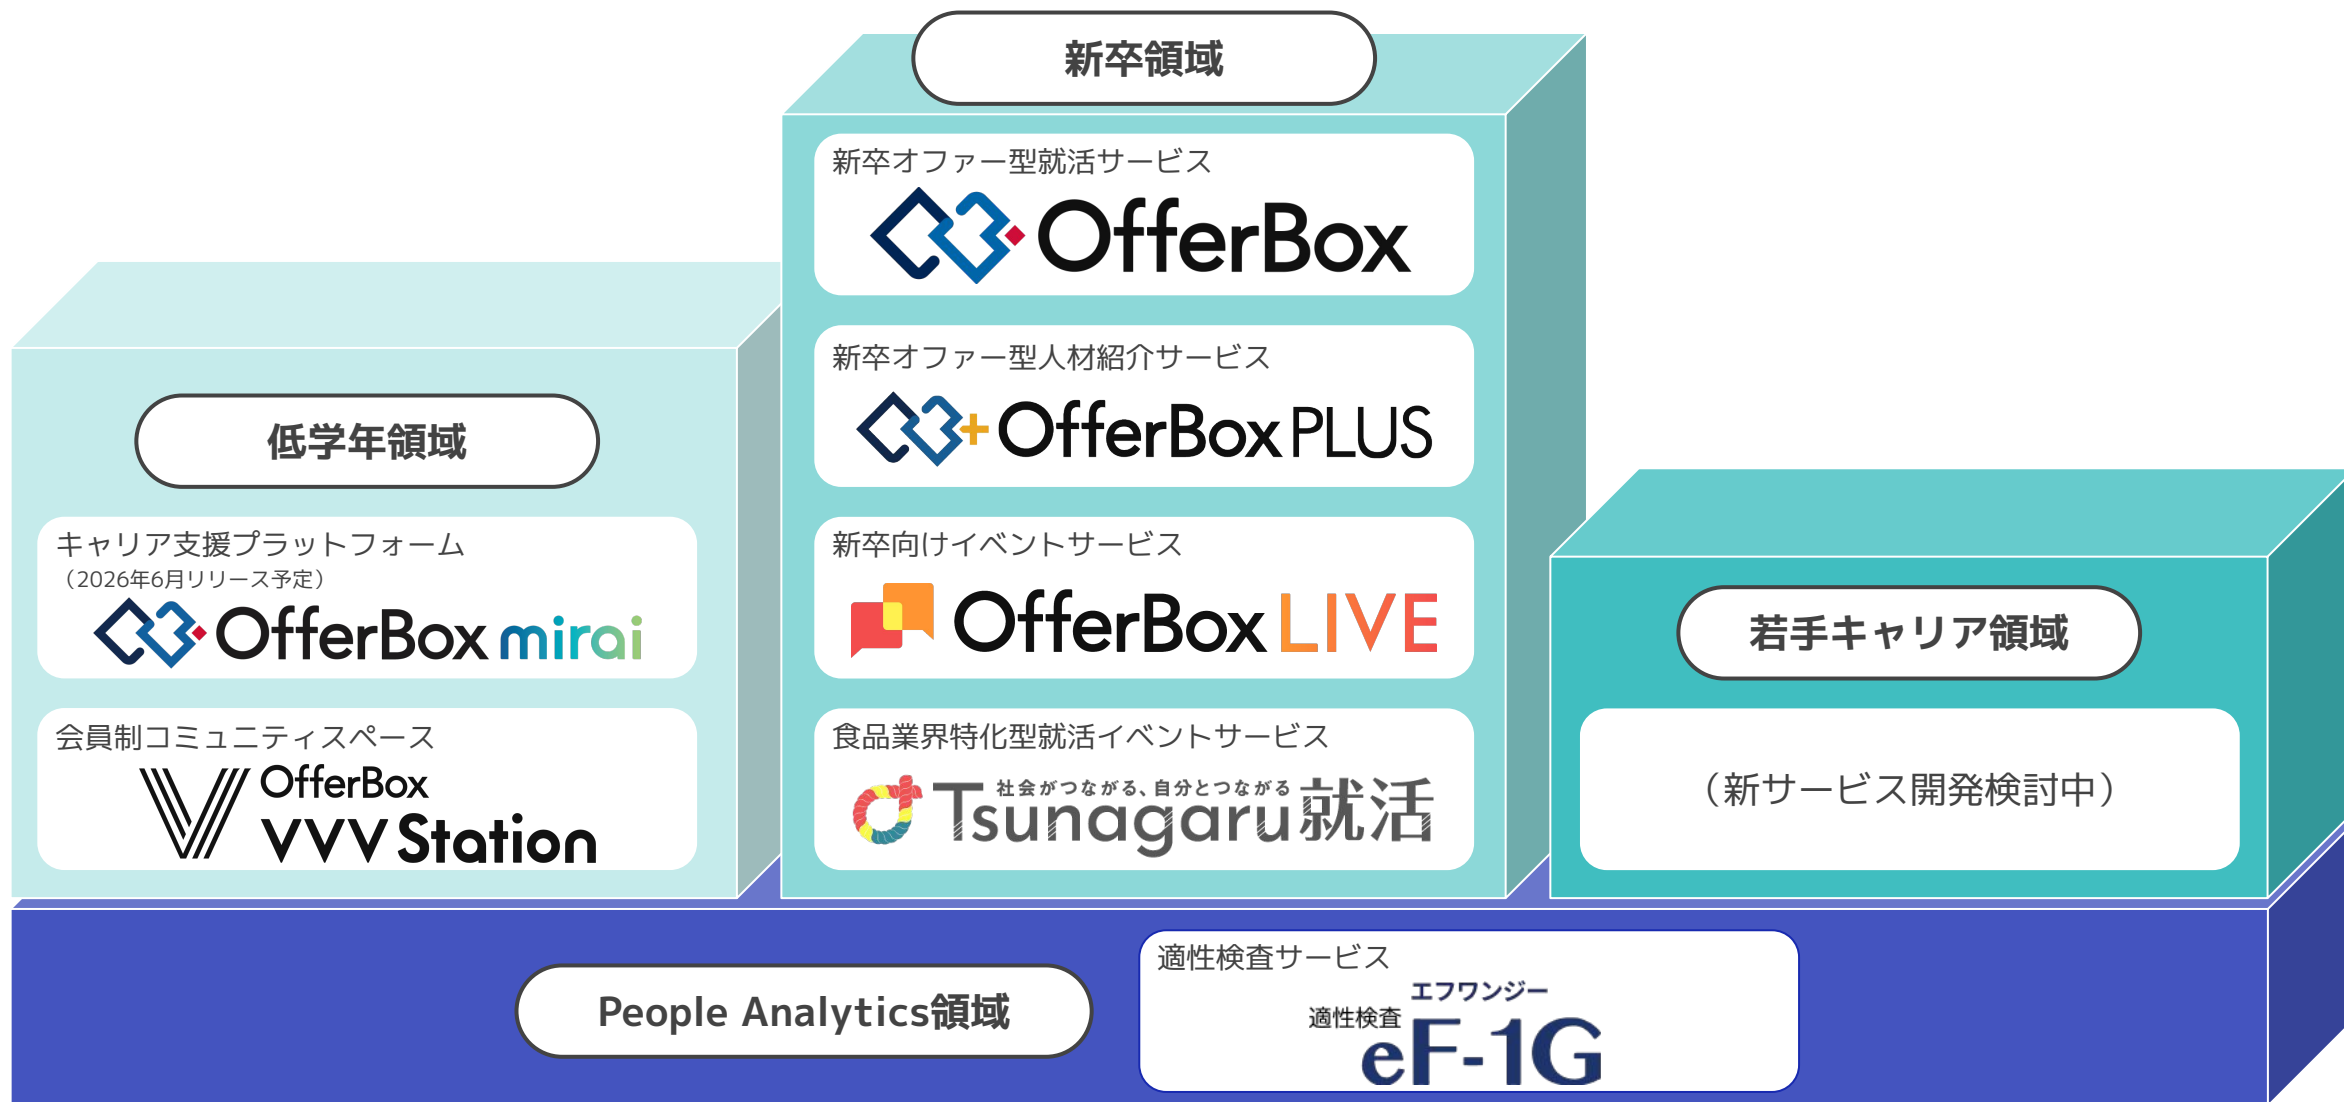 新卒領域
新卒オファー型就活サービス
OfferBox
新卒オファー型人材紹介サービス
OfferBox PLUS
新卒向けイベントサービス
OfferBox LIVE
食品業界特化型就活イベントサービス
社会がつながる、自分とつながる
Tsunagaru就活
低学年領域
キャリア支援プラットフォーム
（2026年6月リリース予定）
OfferBox mirai
会員制コミュニティスペース
OfferBox
VVV Station
若手キャリア領域
（新サービス開発検討中）
People Analytics領域
適性検査サービス
エフワンジー
適性検査
eF-1G